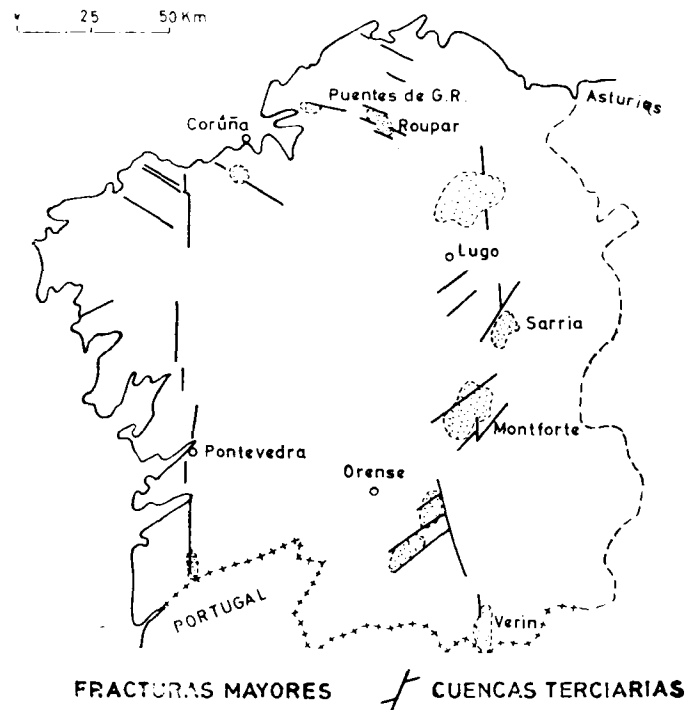 25 50 Km
Puentes de G.R.
Asturias
Coruña
Roupar
Lugo
Sarria
Montforte
Pontevedra
Orense
PORTUGAL
Verin
FRACTURAS MAYORES CUENCAS TERCIARIAS